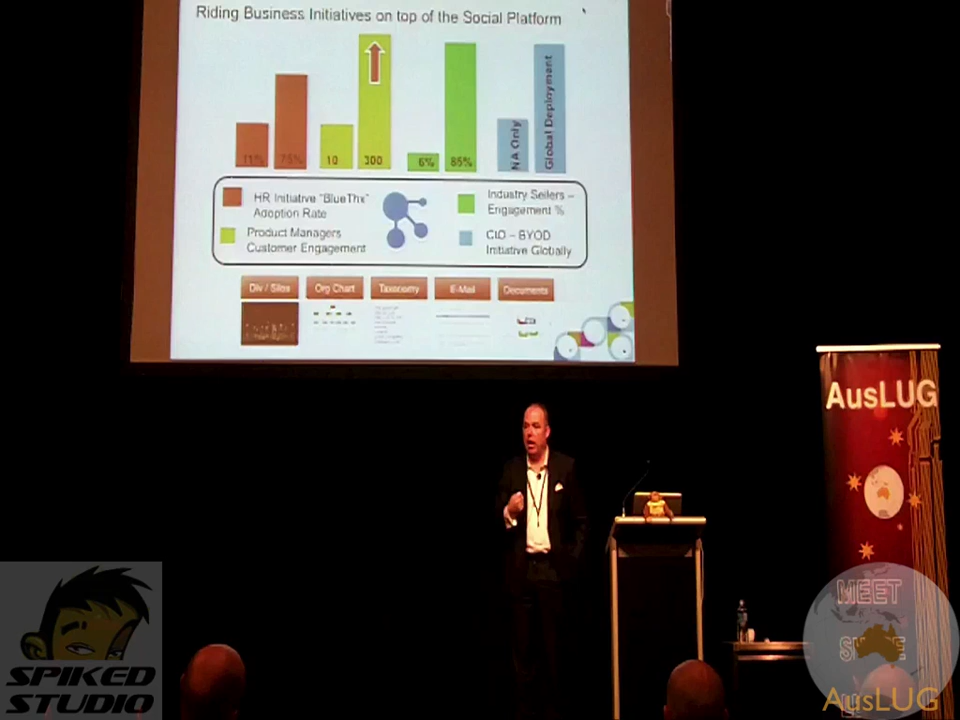 Riding Business Initiatives on top of the Social Platform
11%
75%
10
300
6%
85%
NA Only
Global Deployment
HR Initiative "BlueThx"
Adoption Rate
Product Managers
Customer Engagement
Industry Sellers –
Engagement %
CIO – BYOD
Initiative Globally
Div / Silos
Org Chart
Taxonomy
E-Mail
Documents
AusLUG
MEET
SPIKED
STUDIO
AusLUG